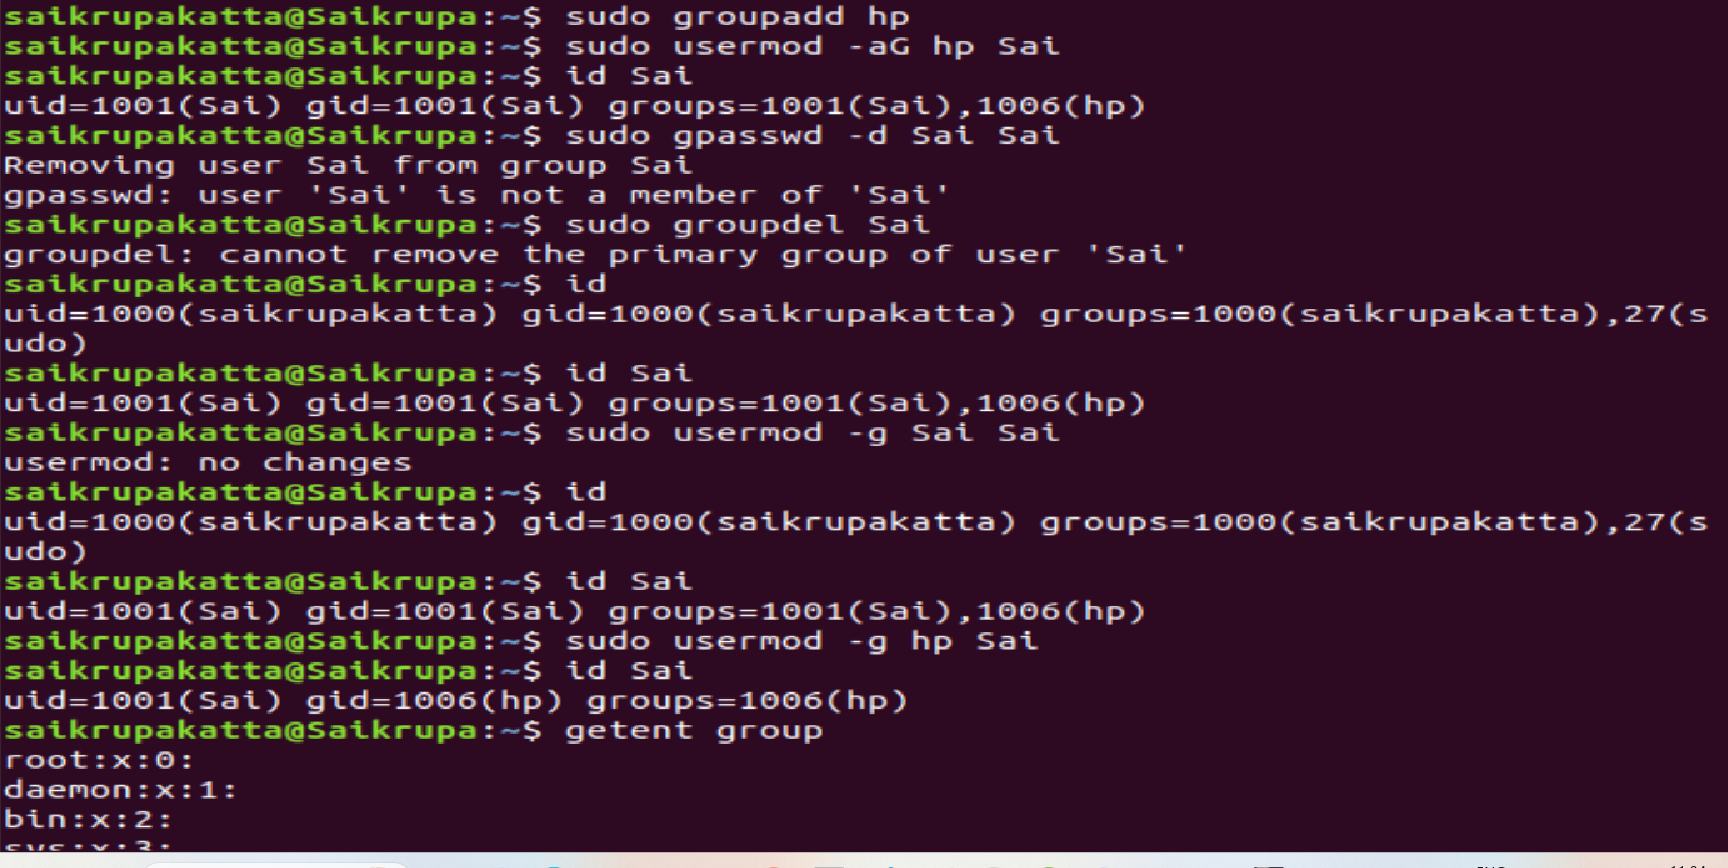 saikrupakatta@Saikrupa:~$ sudo groupadd hp
saikrupakatta@Saikrupa:~$ sudo usermod -aG hp Sai
saikrupakatta@Saikrupa:~$ id Sai
uid=1001(Sai) gid=1001(Sai) groups=1001(Sai),1006(hp)
saikrupakatta@Saikrupa:~$ sudo gpasswd -d Sai Sai
Removing user Sai from group Sai
gpasswd: user 'Sai' is not a member of 'Sai'
saikrupakatta@Saikrupa:~$ sudo groupdel Sai
groupdel: cannot remove the primary group of user 'Sai'
saikrupakatta@Saikrupa:~$ id
uid=1000(saikrupakatta) gid=1000(saikrupakatta) groups=1000(saikrupakatta),27(s
udo)
saikrupakatta@Saikrupa:~$ id Sai
uid=1001(Sai) gid=1001(Sai) groups=1001(Sai),1006(hp)
saikrupakatta@Saikrupa:~$ sudo usermod -g Sai Sai
usermod: no changes
saikrupakatta@Saikrupa:~$ id
uid=1000(saikrupakatta) gid=1000(saikrupakatta) groups=1000(saikrupakatta),27(s
udo)
saikrupakatta@Saikrupa:~$ id Sai
uid=1001(Sai) gid=1001(Sai) groups=1001(Sai),1006(hp)
saikrupakatta@Saikrupa:~$ sudo usermod -g hp Sai
saikrupakatta@Saikrupa:~$ id Sai
uid=1001(Sai) gid=1006(hp) groups=1006(hp)
saikrupakatta@Saikrupa:~$ getent group
root:x:0:
daemon:x:1:
bin:x:2:
sys:x:3: